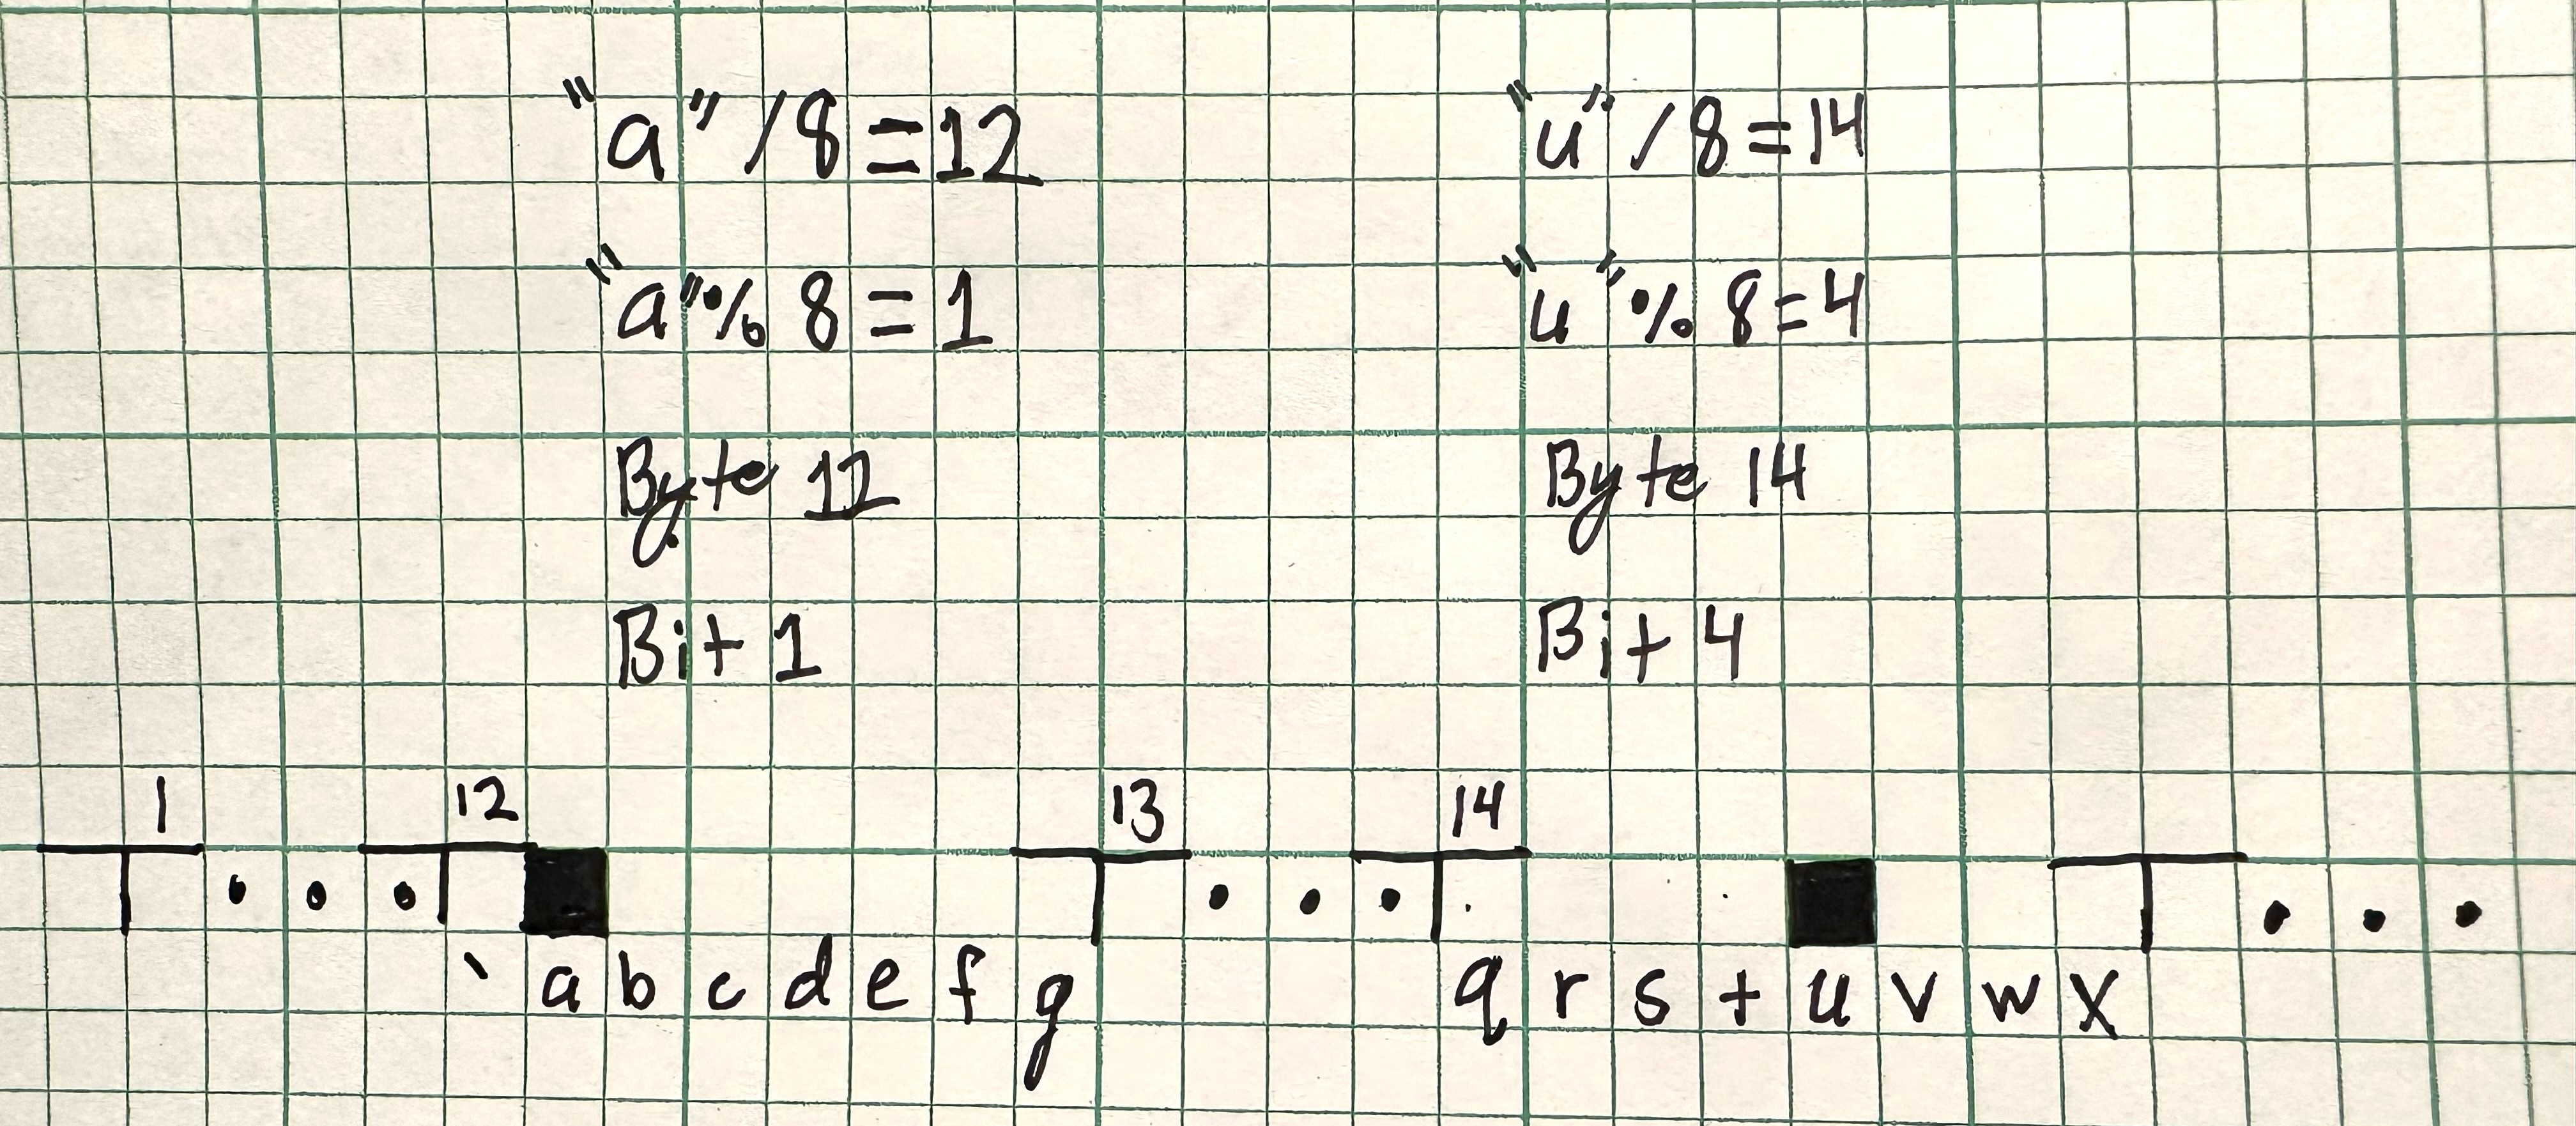 "a" / 8 = 12
"u" / 8 = 14
"a" % 8 = 1
"u" % 8 = 4
Byte 12
Byte 14
Bit 1
Bit 4
1 12 13 14
` a b c d e f g q r s t u v w x